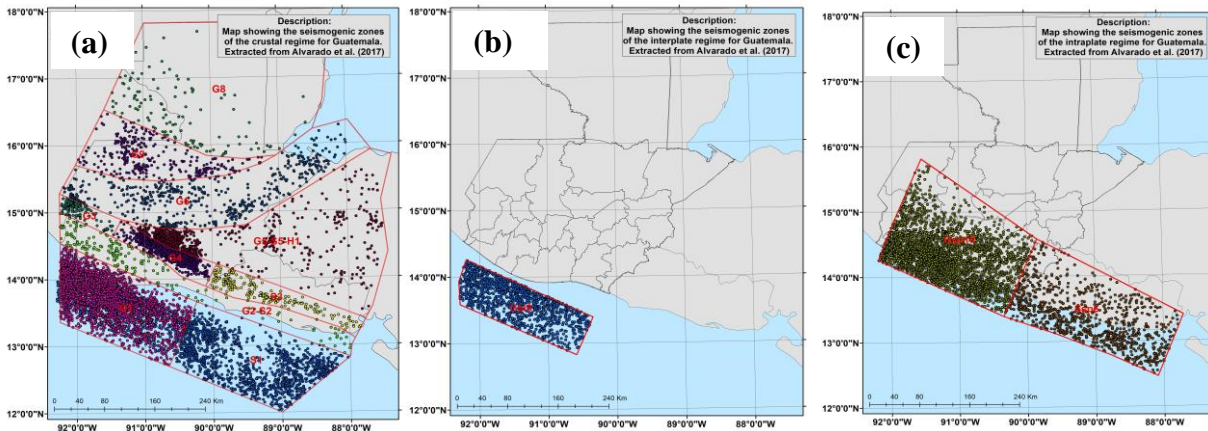 (a)
Description:
Map showing the seismogenic zones
of the crustal regime for Guatemala.
Extracted from Alvarado et al. (2017)
18°0'0"N
17°0'0"N
16°0'0"N
15°0'0"N
14°0'0"N
13°0'0"N
12°0'0"N
G8
G6
G3
G2-S2
S1
0 40 80 160 240 Km
92°0'0"W 91°0'0"W 90°0'0"W 89°0'0"W 88°0'0"W
(b)
Description:
Map showing the seismogenic zones
of the interplate regime for Guatemala.
Extracted from Alvarado et al. (2017)
18°0'0"N
17°0'0"N
16°0'0"N
15°0'0"N
14°0'0"N
13°0'0"N
12°0'0"N
0 40 80 160 240 Km
92°0'0"W 91°0'0"W 90°0'0"W 89°0'0"W 88°0'0"W
(c)
Description:
Map showing the seismogenic zones
of the intraplate regime for Guatemala.
Extracted from Alvarado et al. (2017)
18°0'0"N
17°0'0"N
16°0'0"N
15°0'0"N
14°0'0"N
13°0'0"N
12°0'0"N
0 40 80 160 240 Km
92°0'0"W 91°0'0"W 90°0'0"W 89°0'0"W 88°0'0"W